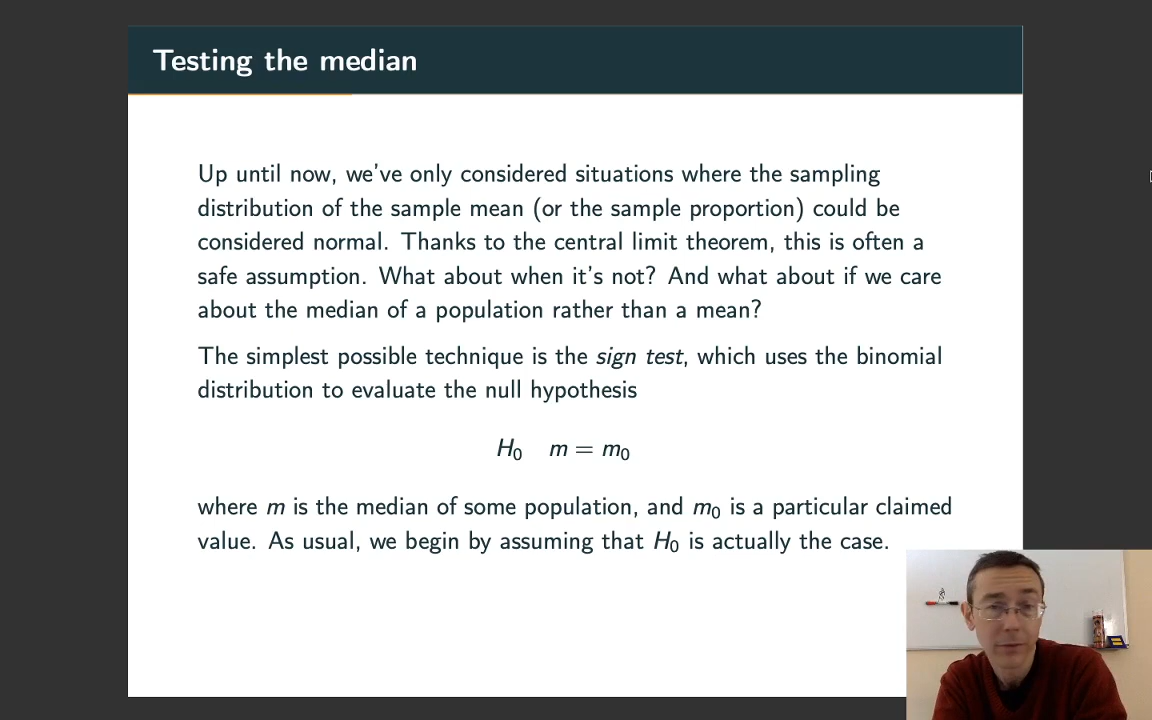 Testing the median
Up until now, we've only considered situations where the sampling
distribution of the sample mean (or the sample proportion) could be
considered normal. Thanks to the central limit theorem, this is often a
safe assumption. What about when it's not? And what about if we care
about the median of a population rather than a mean?
The simplest possible technique is the sign test, which uses the binomial
distribution to evaluate the null hypothesis
H₀ m = m₀
where m is the median of some population, and m₀ is a particular claimed
value. As usual, we begin by assuming that H₀ is actually the case.